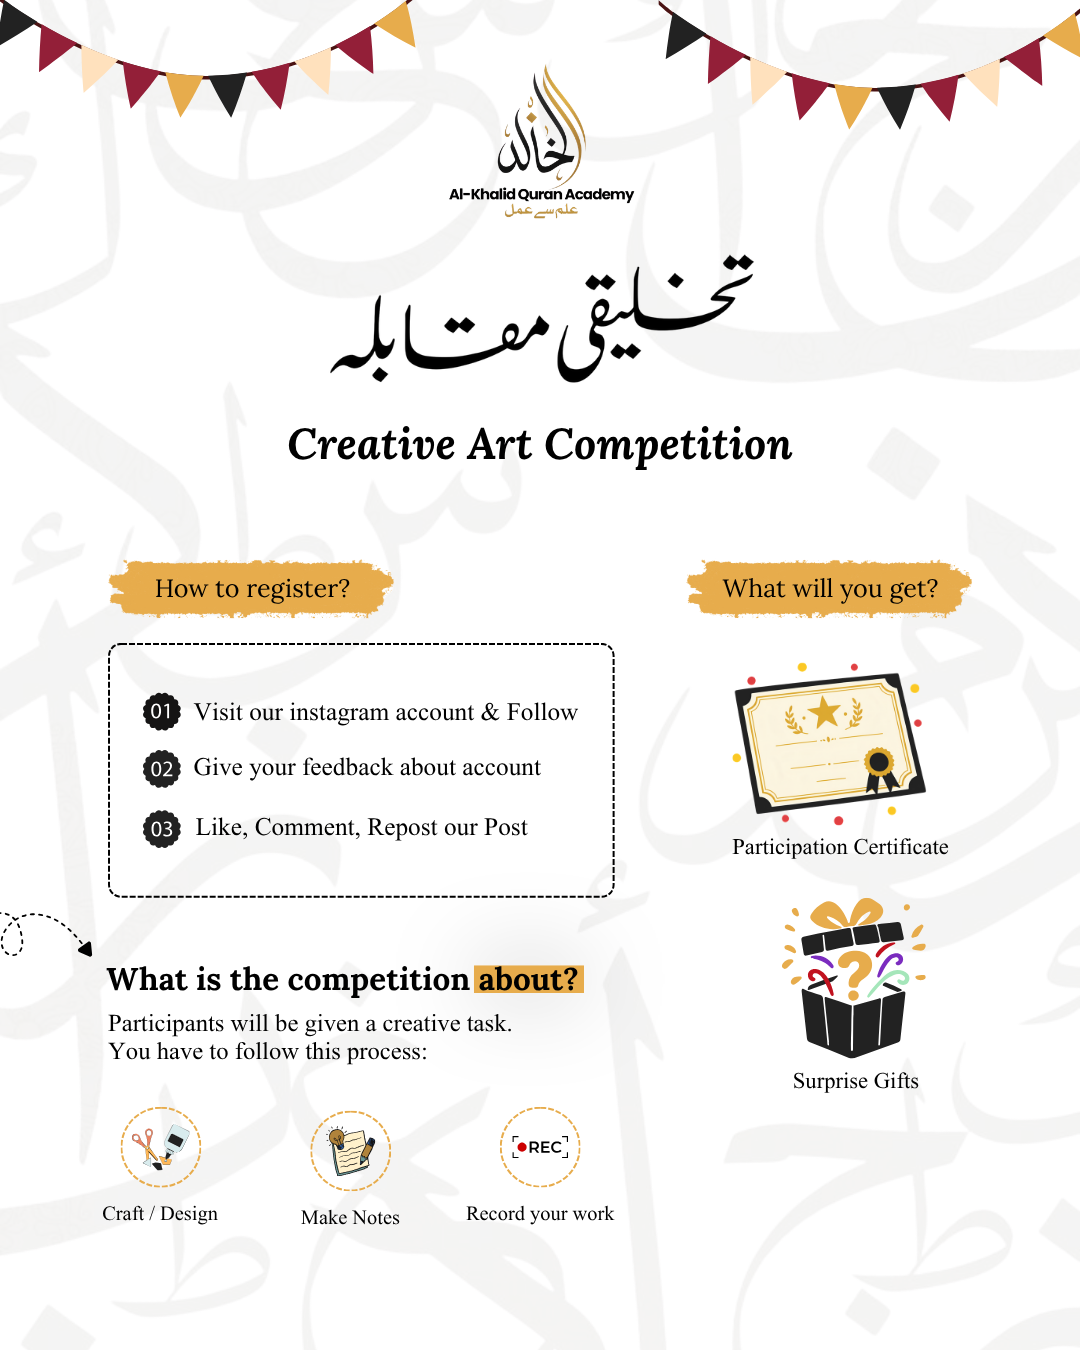 الخالد
Al-Khalid Quran Academy
علم سے عمل
تخلیقی مقابلہ
Creative Art Competition
How to register?
01 Visit our instagram account & Follow
02 Give your feedback about account
03 Like, Comment, Repost our Post
What will you get?
Participation Certificate
?
Surprise Gifts
What is the competition about?
Participants will be given a creative task.
You have to follow this process:
Craft / Design
Make Notes
REC
Record your work